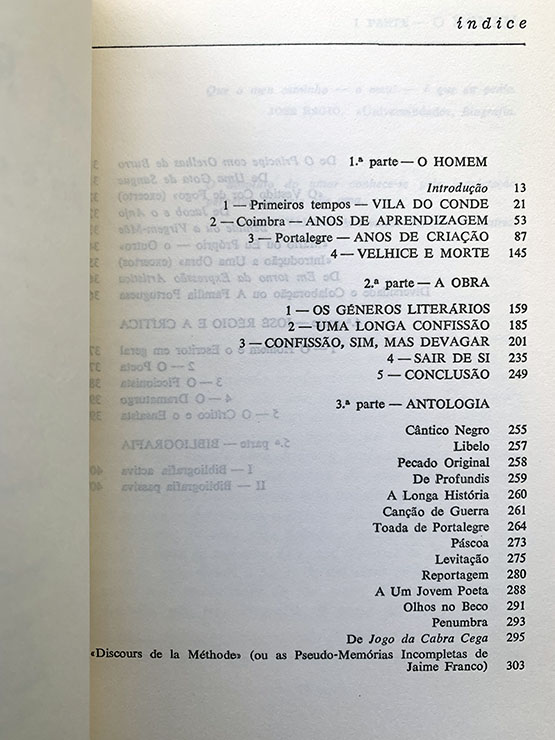 índice
1.ª parte — O HOMEM
Introdução 13
1 — Primeiros tempos — VILA DO CONDE 21
2 — Coimbra — ANOS DE APRENDIZAGEM 53
3 — Portalegre — ANOS DE CRIAÇÃO 87
4 — VELHICE E MORTE 145
2.ª parte — A OBRA
1 — OS GÉNEROS LITERÁRIOS 159
2 — UMA LONGA CONFISSÃO 185
3 — CONFISSÃO, SIM, MAS DEVAGAR 201
4 — SAIR DE SI 235
5 — CONCLUSÃO 249
3.ª parte — ANTOLOGIA
Cântico Negro 255
Libelo 257
Pecado Original 258
De Profundis 259
A Longa História 260
Canção de Guerra 261
Toada de Portalegre 264
Páscoa 273
Levitação 275
Reportagem 280
A Um Jovem Poeta 288
Olhos no Beco 291
Penumbra 293
De Jogo da Cabra Cega 295
«Discours de la Méthode» (ou as Pseudo-Memórias Incompletas de
Jaime Franco) 303